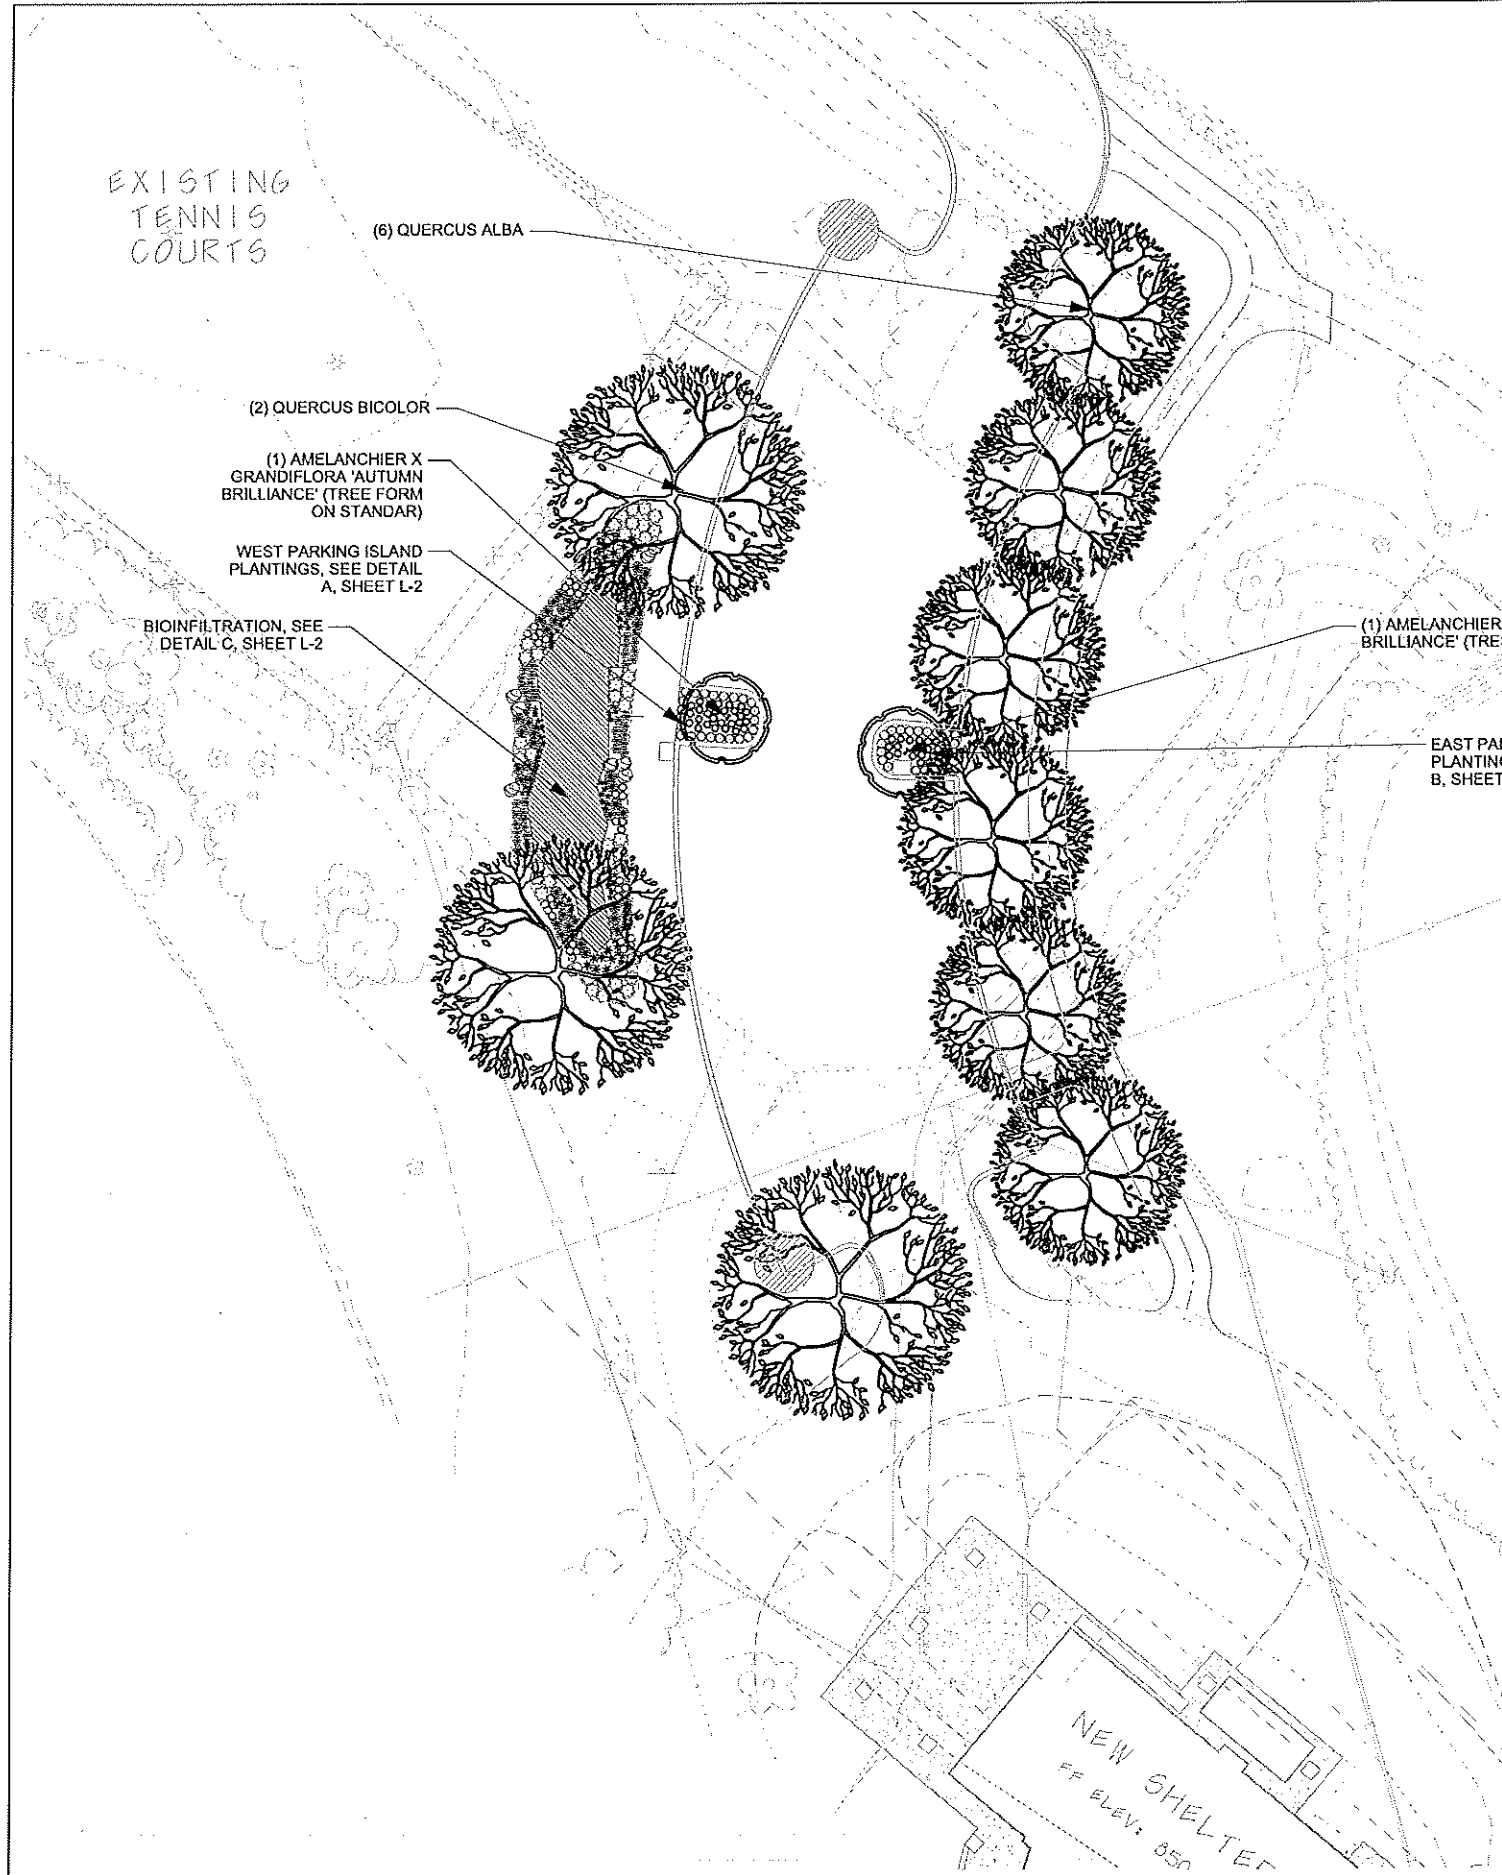 EXISTING
TENNIS
COURTS
(6) QUERCUS ALBA
(2) QUERCUS BICOLOR
(1) AMELANCHIER X
GRANDIFLORA 'AUTUMN
BRILLIANCE' (TREE FORM
ON STANDAR)
WEST PARKING ISLAND
PLANTINGS, SEE DETAIL
A, SHEET L-2
BIOINFILTRATION, SEE
DETAIL C, SHEET L-2
(1) AMELANCHIER
BRILLIANCE' (TRE
EAST PA
PLANTING
B, SHEET
NEW SHELTER
FF ELEV: 850